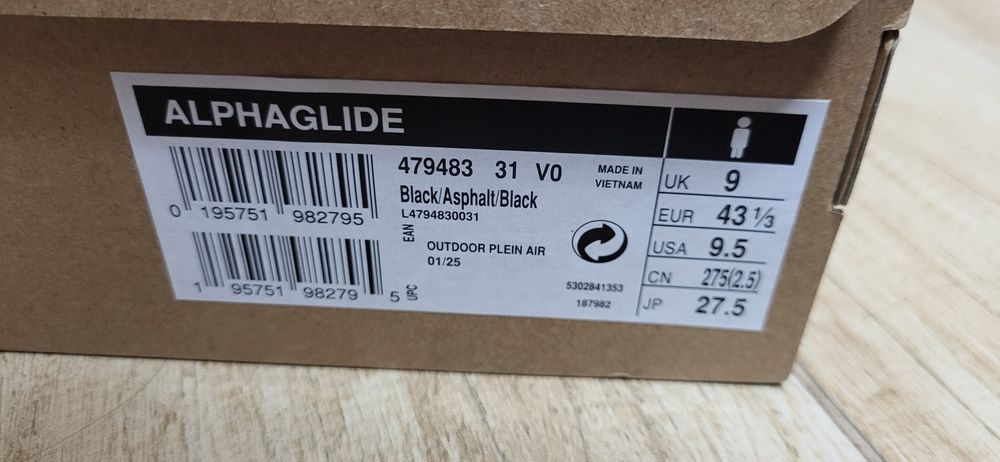 ALPHAGLIDE
479483 31 V0
Black/Asphalt/Black
L4794830031
MADE IN
VIETNAM
0 195751 982795
EAN
OUTDOOR PLEIN AIR
01/25
1 95751 98279 5
UPC
5302841353
187982
UK 9
EUR 43 1/3
USA 9.5
CN 275(2.5)
JP 27.5